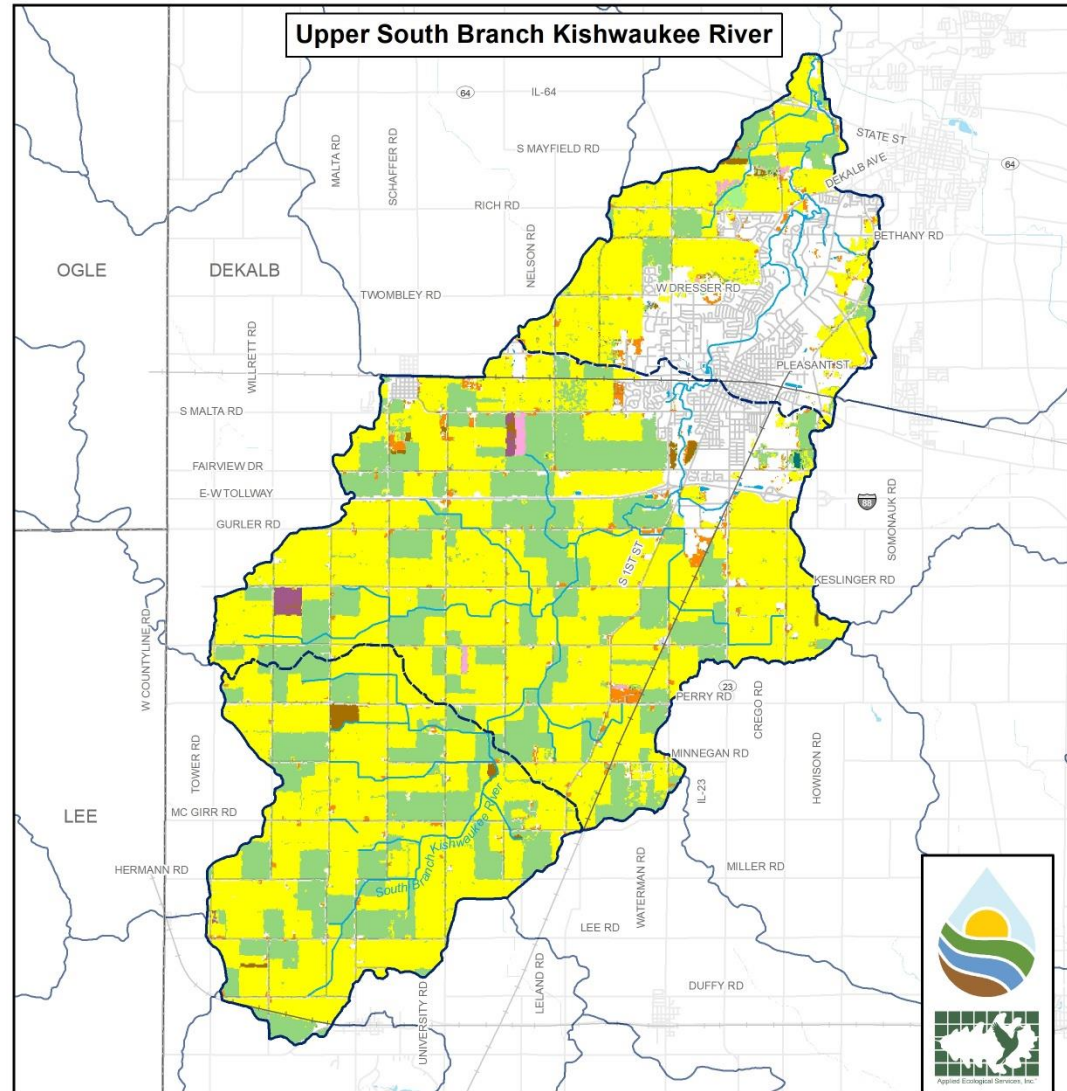 Upper South Branch Kishwaukee River
64
IL-64
STATE ST
MALTA RD
SCHAFFER RD
S MAYFIELD RD
DEKALB AVE
64
RICH RD
NELSON RD
BETHANY RD
OGLE
DEKALB
W DRESSER RD
TWOMBLEY RD
WILLRETT RD
PLEASANT ST
S MALTA RD
FAIRVIEW DR
E-W TOLLWAY
88
SOMONAUK RD
GURLER RD
S 1ST ST
KESLINGER RD
W COUNTYLINE RD
23
PERRY RD
CREGO RD
TOWER RD
MINNEGAN RD
HOWISON RD
IL-23
MC GIRR RD
LEE
South Branch Kishwaukee River
HERMANN RD
WATERMAN RD
MILLER RD
LEE RD
LELAND RD
UNIVERSITY RD
DUFFY RD
Applied Ecological Services, Inc.